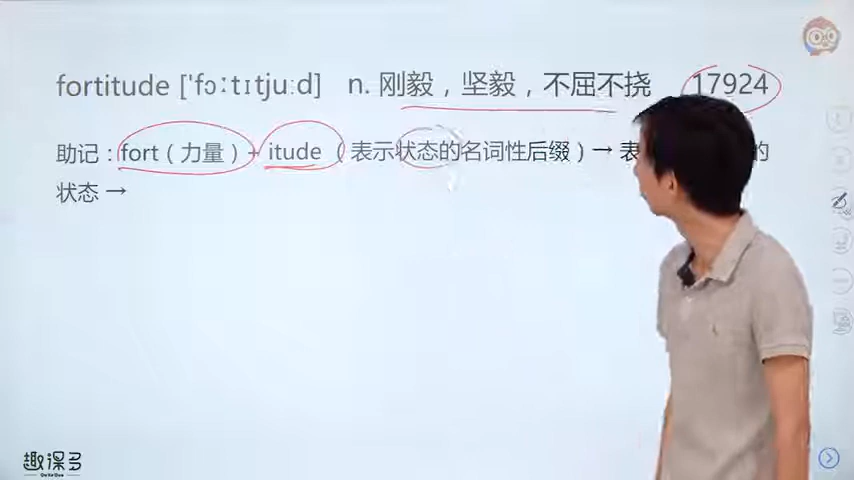 fortitude ['fɔːtɪtjuːd] n. 刚毅，坚毅，不屈不挠 17924
助记：fort（力量）+ itude（表示状态的名词性后缀）→ 表 的
状态 →
趣课多